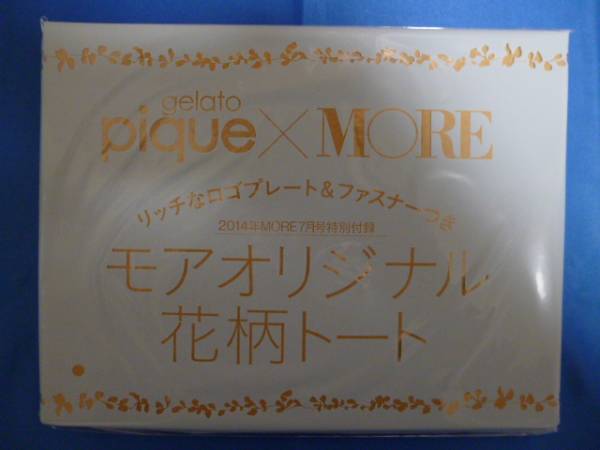 gelato
pique×MORE
リッチなロゴプレート&ファスナーつき
2014年MORE7月号特別付録
モアオリジナル
花柄トート